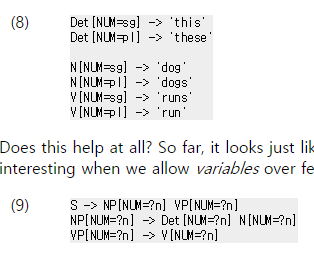 (8) Det[NUM=sg] -> 'this'
Det[NUM=pl] -> 'these'
N[NUM=sg] -> 'dog'
N[NUM=pl] -> 'dogs'
V[NUM=sg] -> 'runs'
V[NUM=pl] -> 'run'
Does this help at all? So far, it looks just lik
interesting when we allow variables over fe
(9) S -> NP[NUM=?n] VP[NUM=?n]
NP[NUM=?n] -> Det[NUM=?n] N[NUM=?n]
VP[NUM=?n] -> V[NUM=?n]